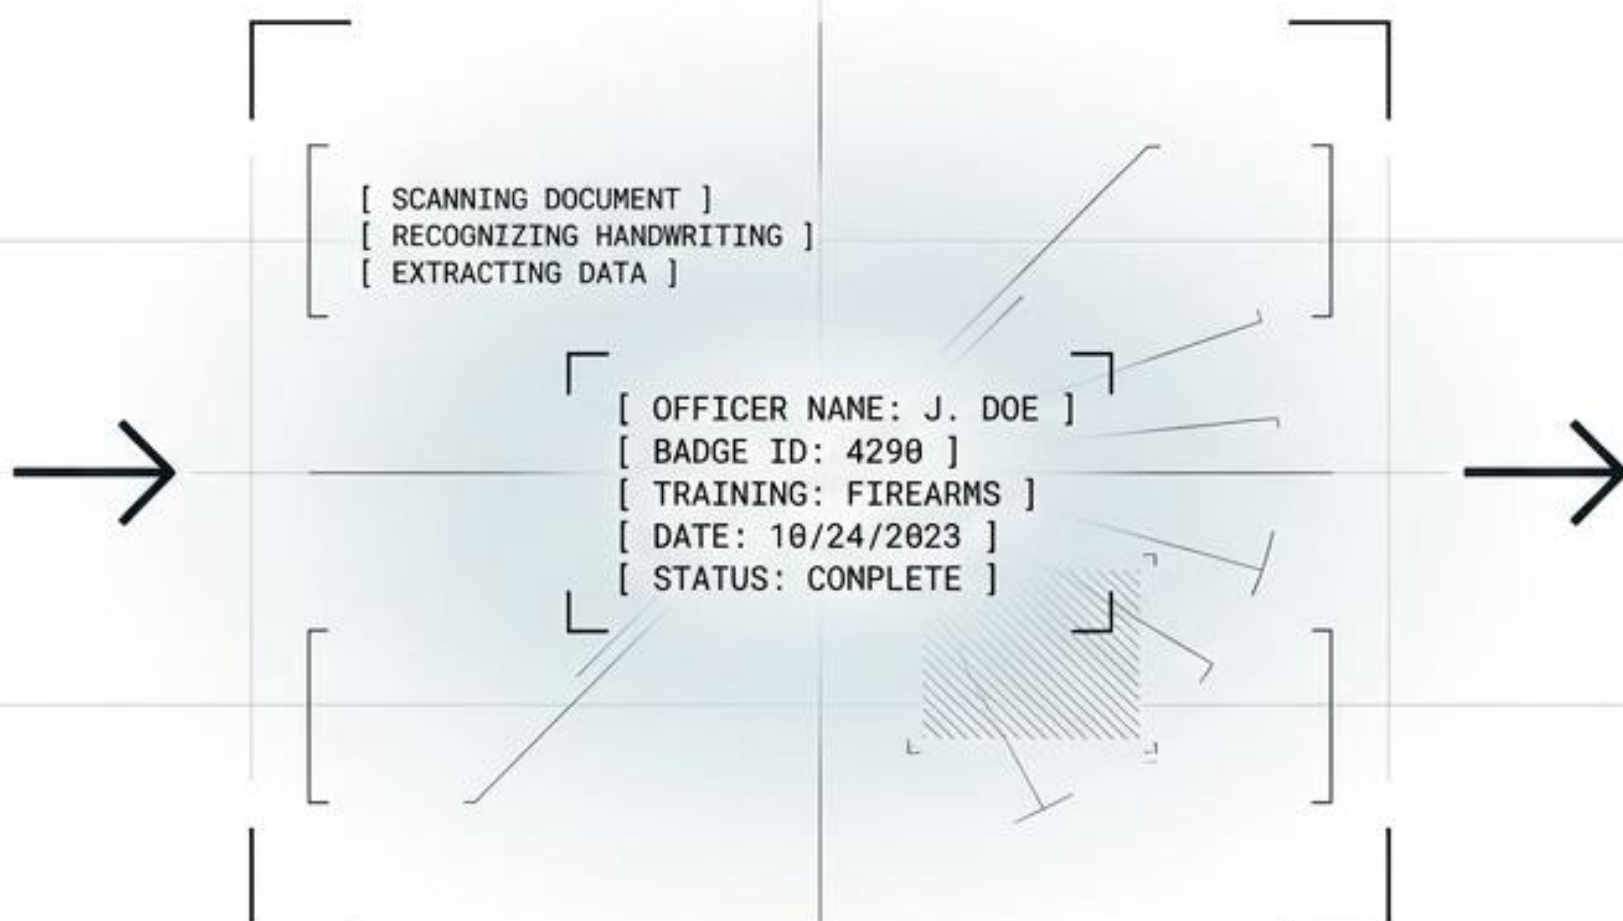 [ SCANNING DOCUMENT ]
[ RECOGNIZING HANDWRITING ]
[ EXTRACTING DATA ]
[ OFFICER NAME: J. DOE ]
[ BADGE ID: 4290 ]
[ TRAINING: FIREARMS ]
[ DATE: 10/24/2023 ]
[ STATUS: CONPLETE ]